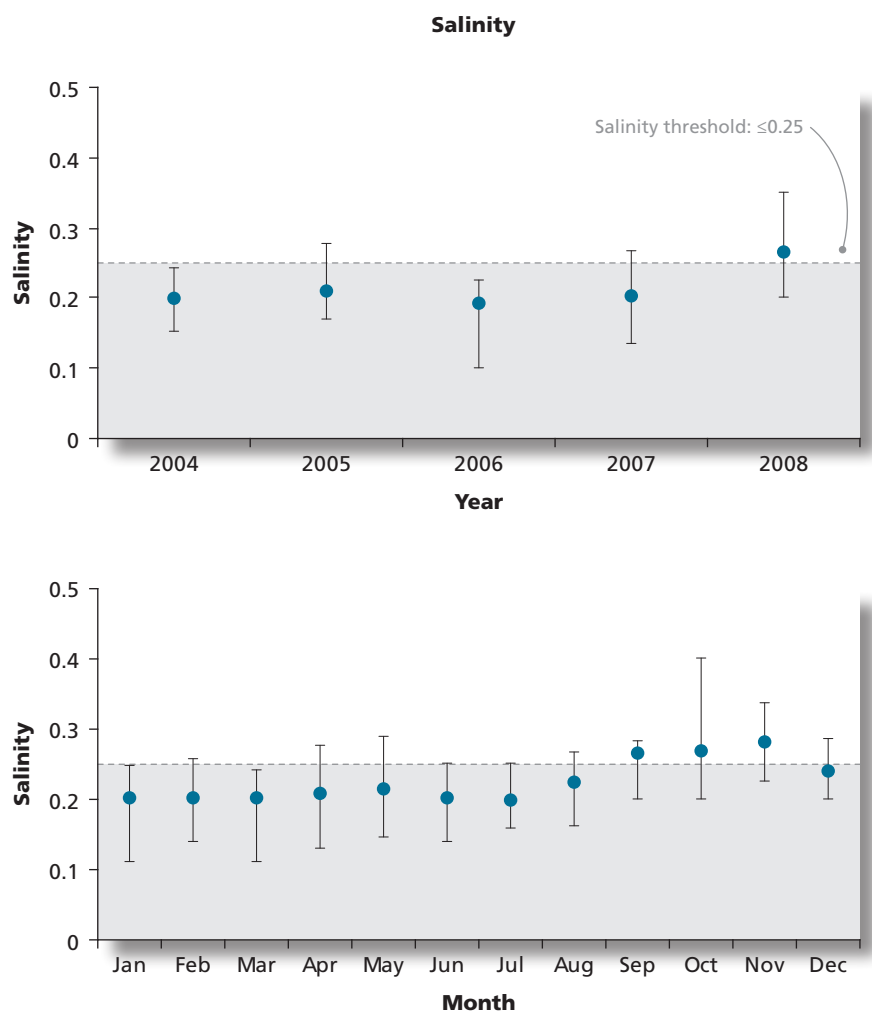 Salinity
0.5
Salinity threshold: ≤0.25
0.4
0.3
0.2
0.1
0
Salinity
2004 2005 2006 2007 2008
Year
0.5
0.4
0.3
0.2
0.1
0
Salinity
Jan Feb Mar Apr May Jun Jul Aug Sep Oct Nov Dec
Month